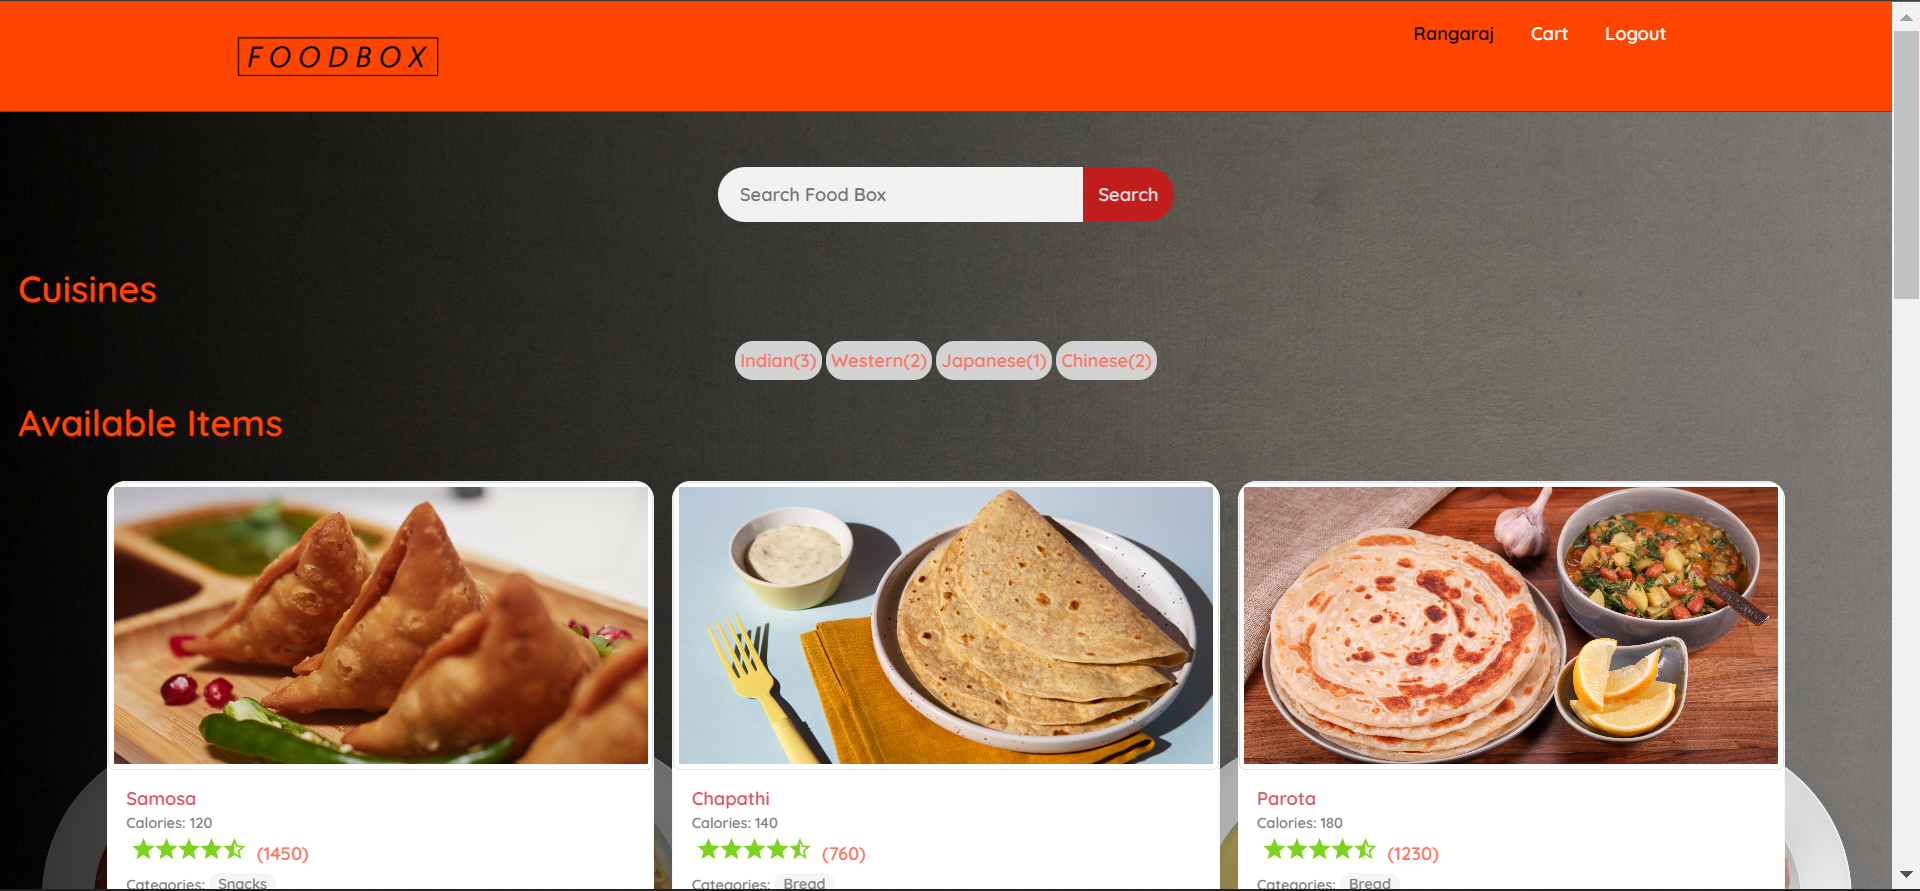 FOODBOX
Rangaraj Cart Logout
Search Food Box Search
Cuisines
Indian(3) Western(2) Japanese(1) Chinese(2)
Available Items
Samosa
Calories: 120
(1450)
Categories: Snacks
Chapathi
Calories: 140
(760)
Categories: Bread
Parota
Calories: 180
(1230)
Categories: Bread